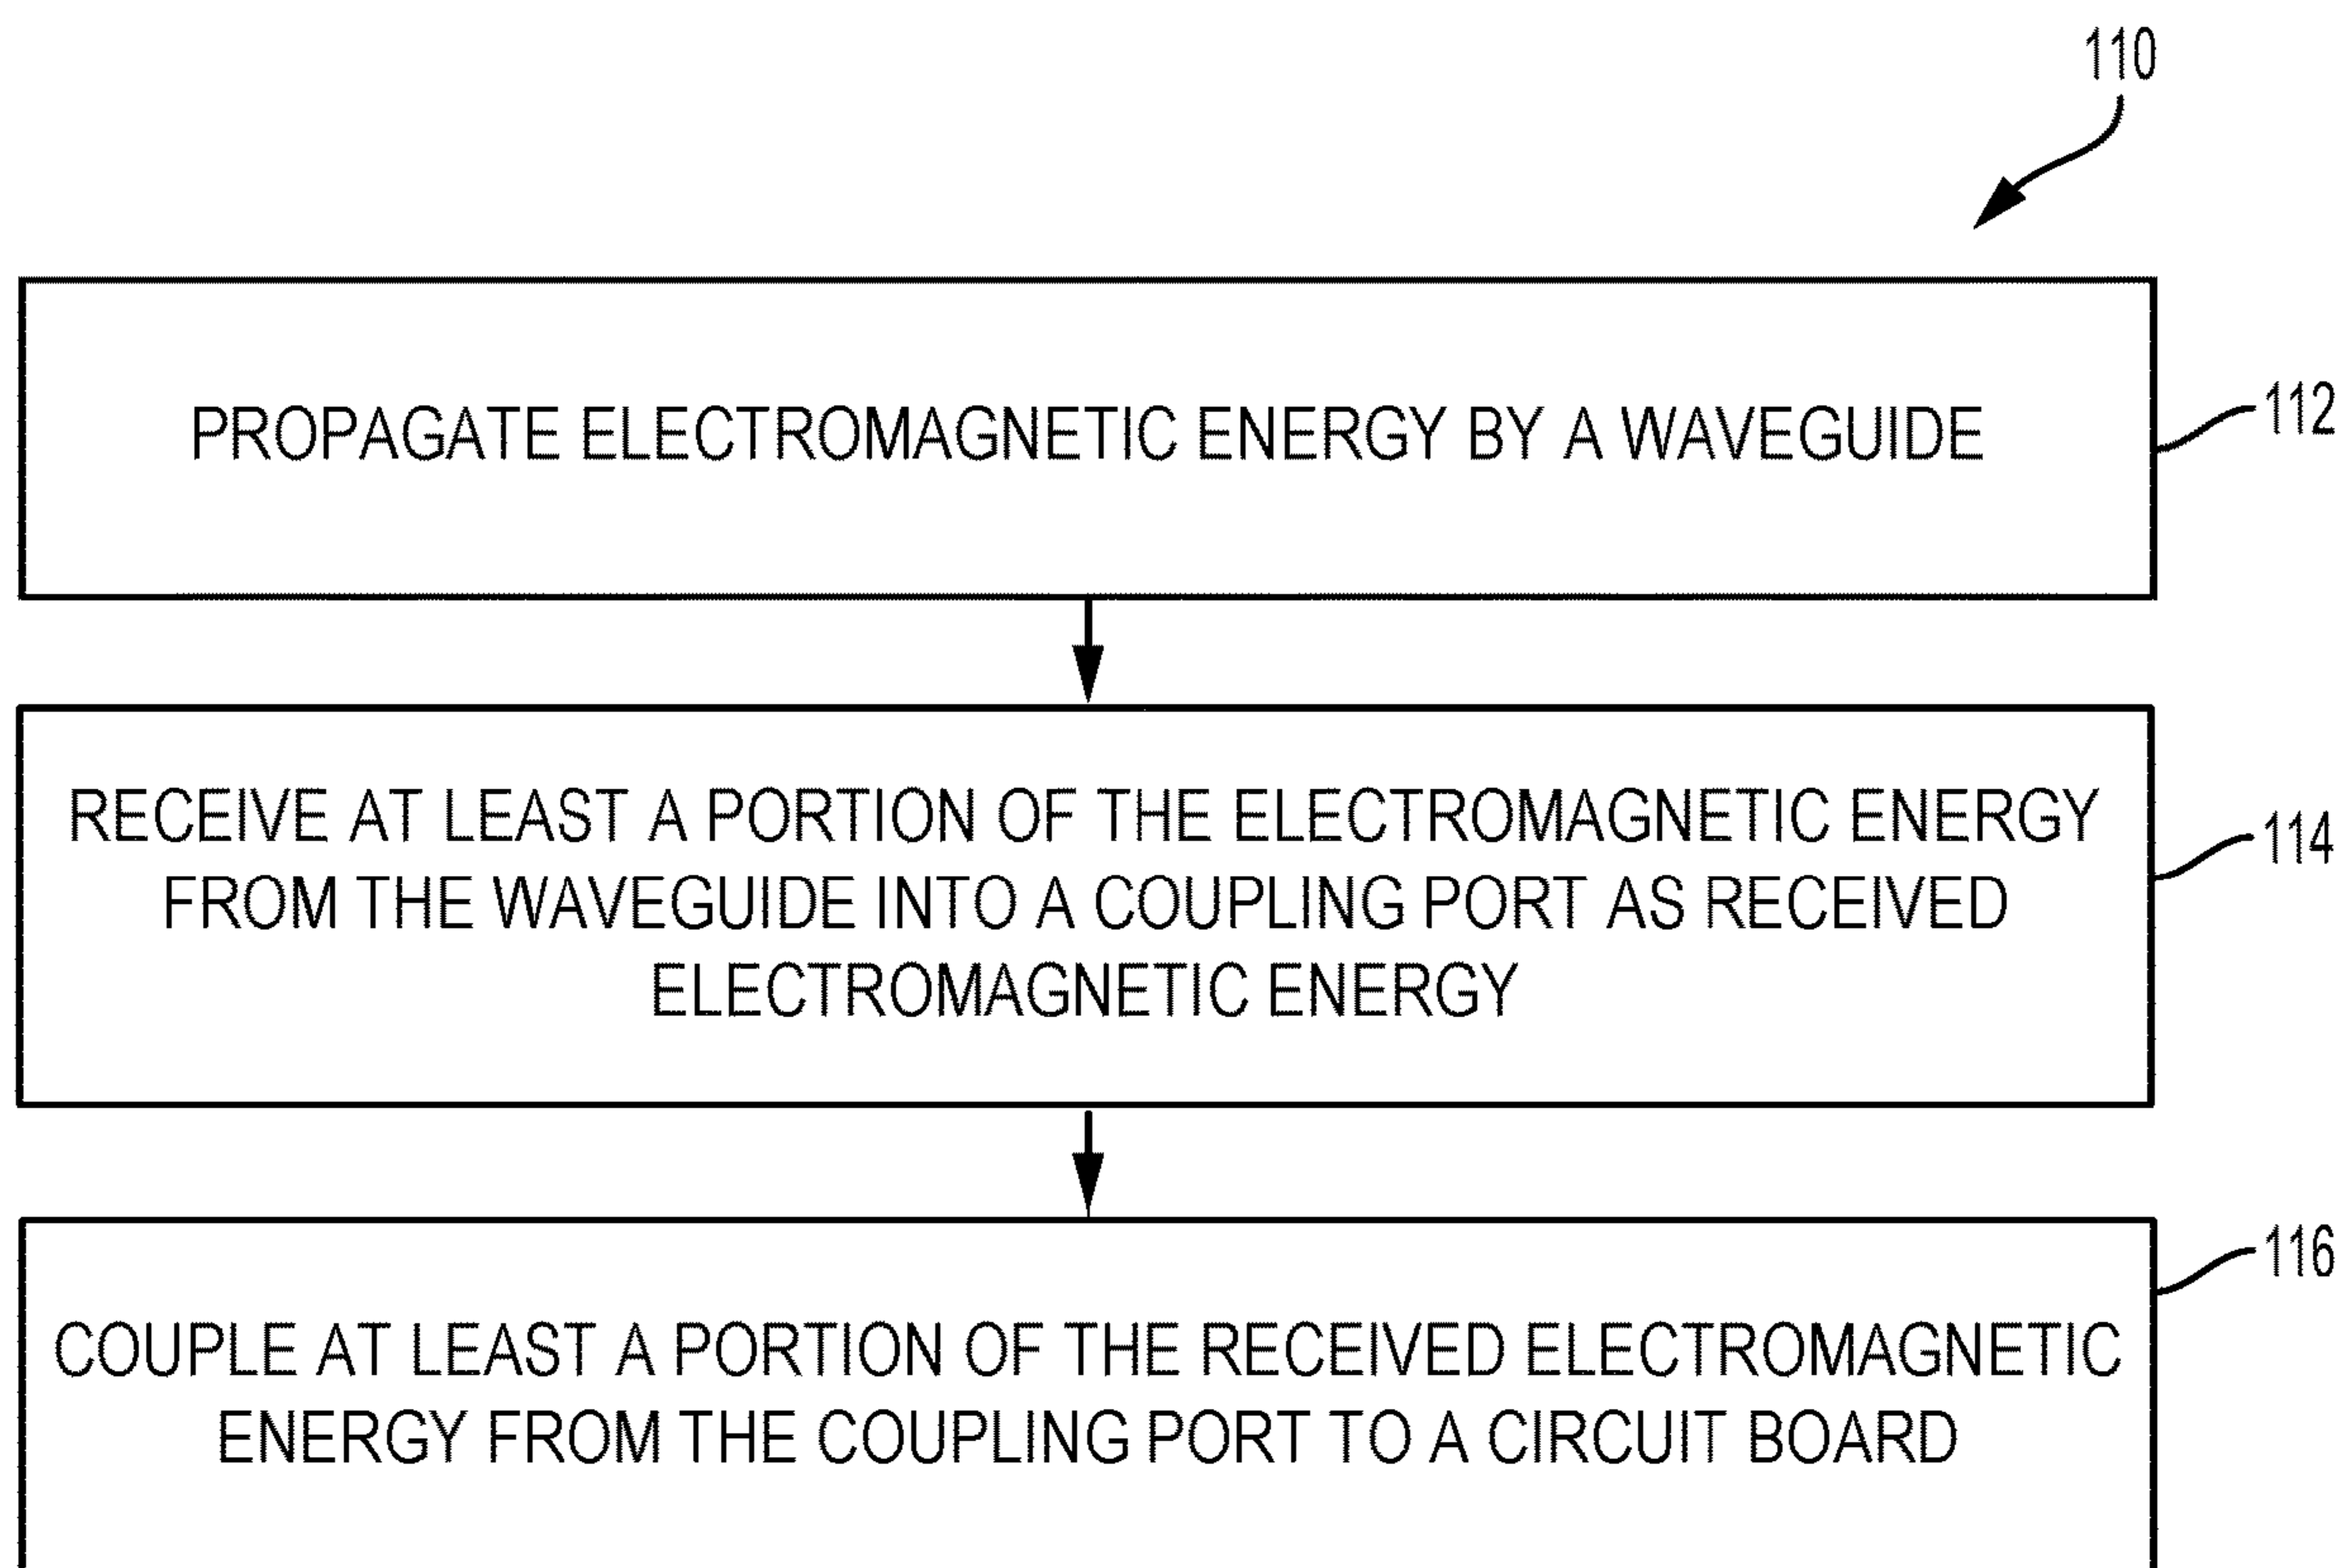 110
PROPAGATE ELECTROMAGNETIC ENERGY BY A WAVEGUIDE
112
RECEIVE AT LEAST A PORTION OF THE ELECTROMAGNETIC ENERGY
FROM THE WAVEGUIDE INTO A COUPLING PORT AS RECEIVED
ELECTROMAGNETIC ENERGY
114
COUPLE AT LEAST A PORTION OF THE RECEIVED ELECTROMAGNETIC
ENERGY FROM THE COUPLING PORT TO A CIRCUIT BOARD
116